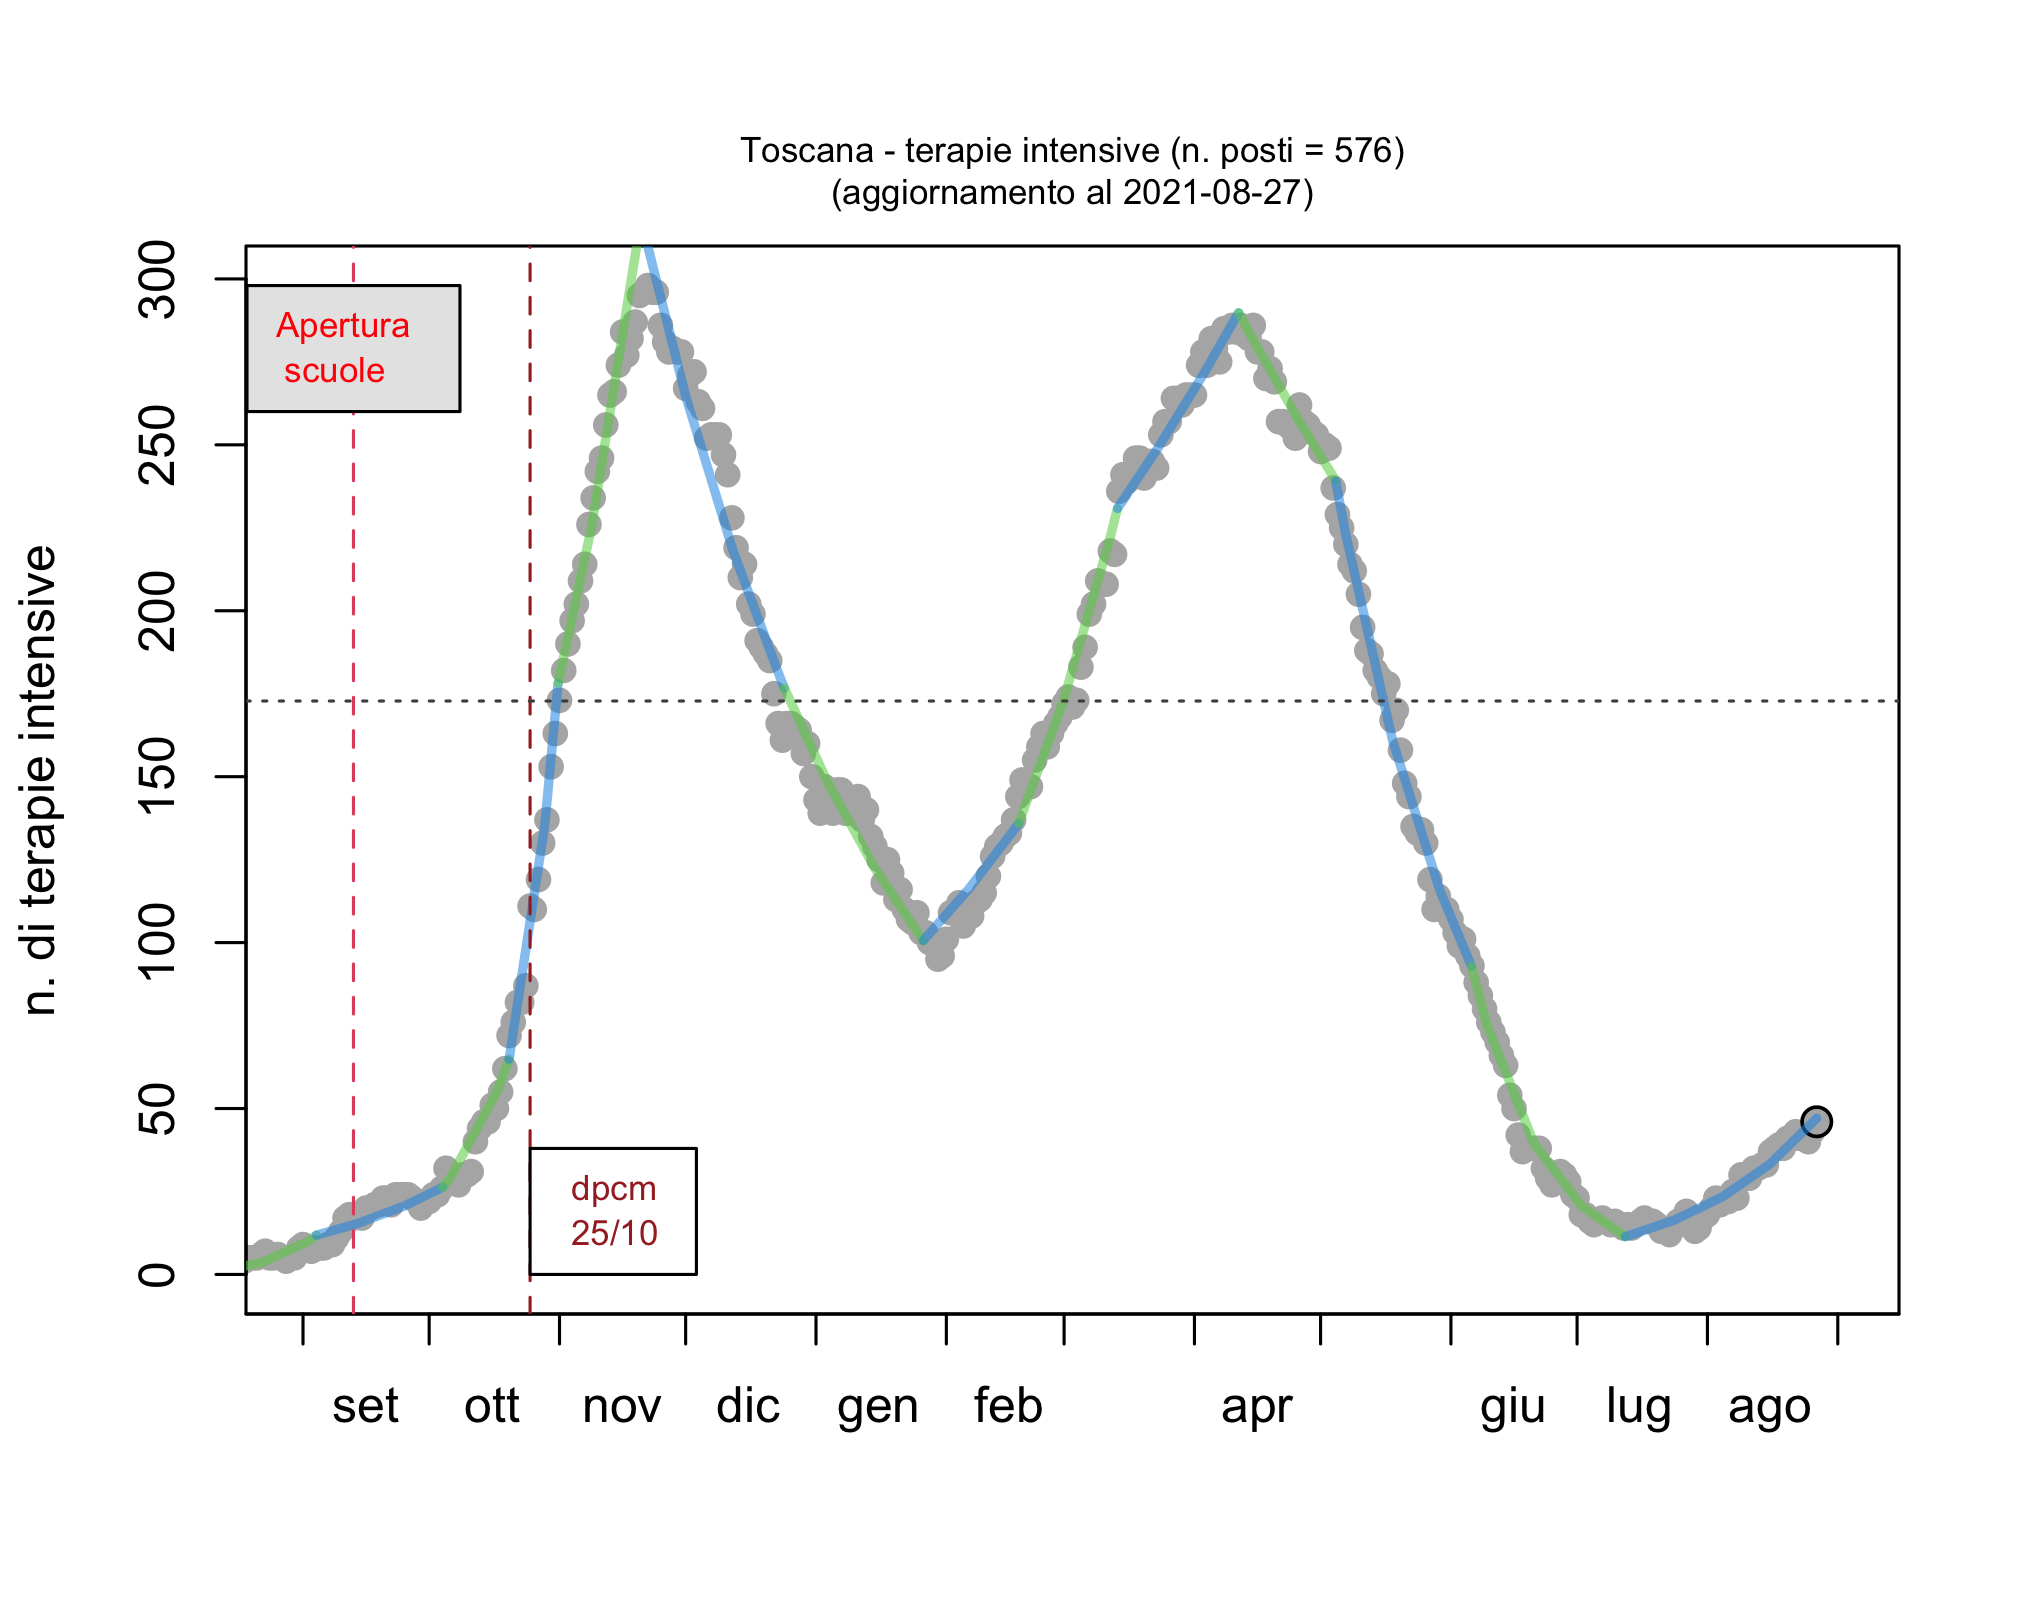 Toscana - terapie intensive (n. posti = 576)
(aggiornamento al 2021-08-27)
n. di terapie intensive
300
250
200
150
100
50
0
Apertura
scuole
dpcm
25/10
set ott nov dic gen feb apr giu lug ago